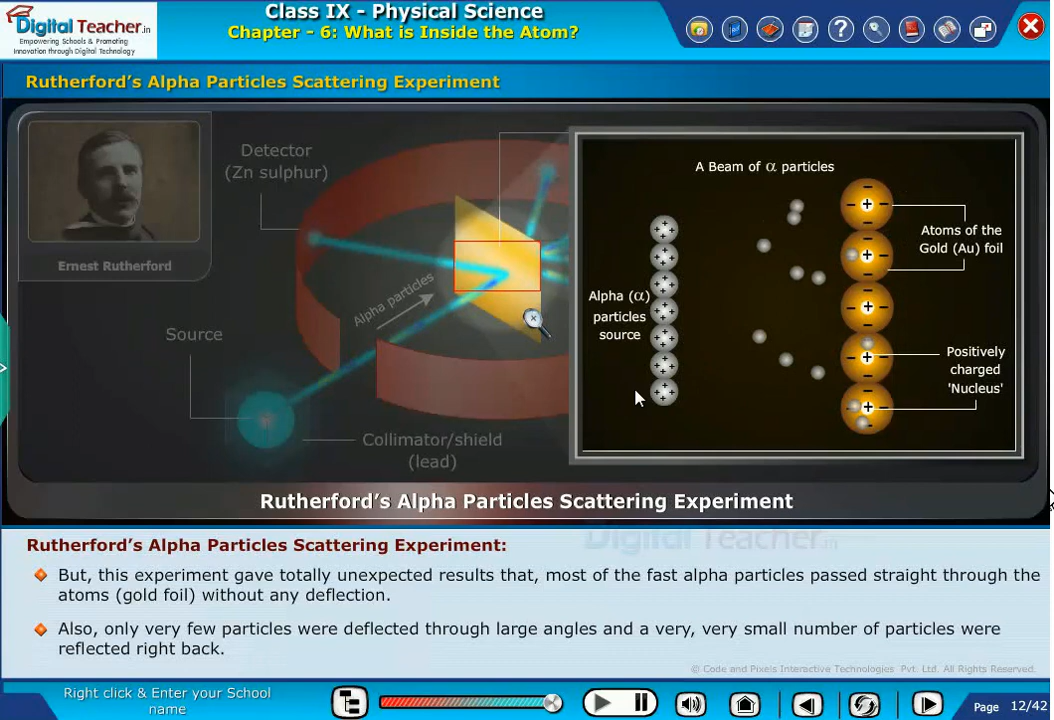 Digital Teacher.in
Empowering Schools & Promoting
Innovation through Digital Technology
Class IX - Physical Science
Chapter - 6: What is Inside the Atom?
Rutherford's Alpha Particles Scattering Experiment
Ernest Rutherford
Detector
(Zn sulphur)
Alpha particles
Source
Collimator/shield
(lead)
A Beam of α particles
Alpha (α)
particles
source
Atoms of the
Gold (Au) foil
Positively
charged
'Nucleus'
Rutherford's Alpha Particles Scattering Experiment
Digital Teacher.in
Rutherford's Alpha Particles Scattering Experiment:
But, this experiment gave totally unexpected results that, most of the fast alpha particles passed straight through the
atoms (gold foil) without any deflection.
Also, only very few particles were deflected through large angles and a very, very small number of particles were
reflected right back.
© Code and Pixels Interactive Technologies Pvt. Ltd. All Rights Reserved.
Right click & Enter your School
name
Page 12/42